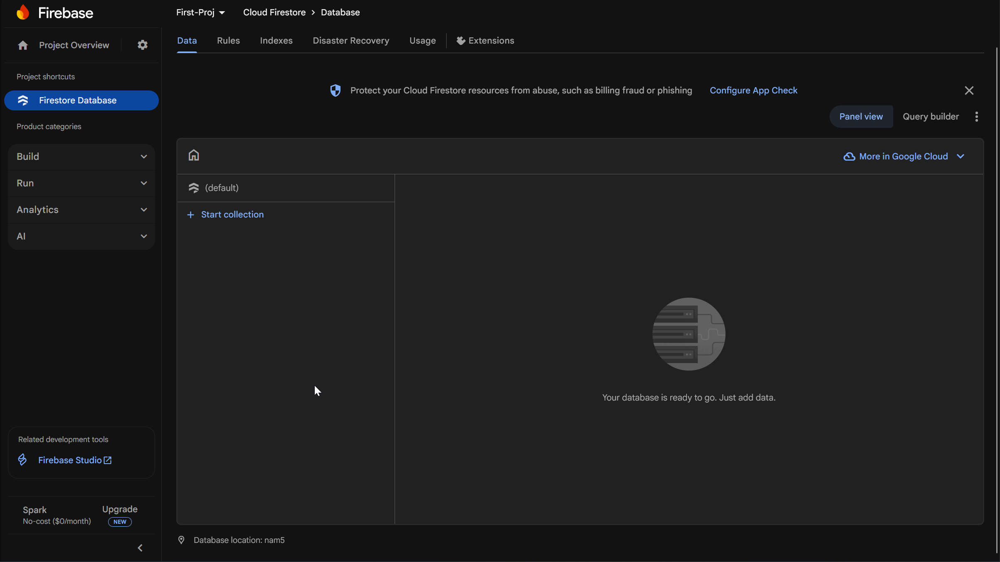 Firebase
First-Proj
Cloud Firestore > Database
Project Overview
Data
Rules
Indexes
Disaster Recovery
Usage
Extensions
Project shortcuts
Firestore Database
Product categories
Build
Run
Analytics
AI
Protect your Cloud Firestore resources from abuse, such as billing fraud or phishing
Configure App Check
Panel view
Query builder
More in Google Cloud
(default)
+ Start collection
Your database is ready to go. Just add data.
Related development tools
Firebase Studio
Spark
No-cost ($0/month)
Upgrade
NEW
Database location: nam5